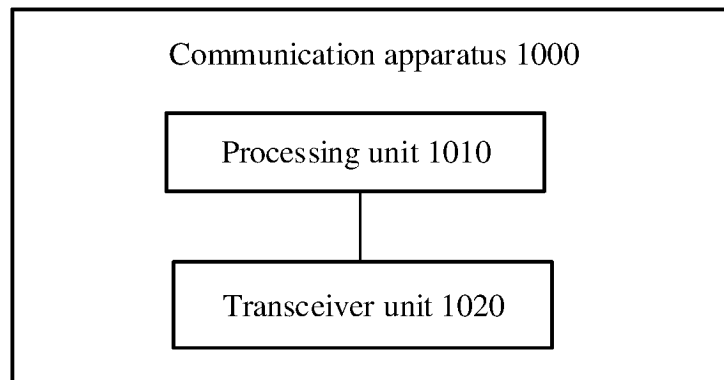 Communication apparatus 1000
Processing unit 1010
Transceiver unit 1020